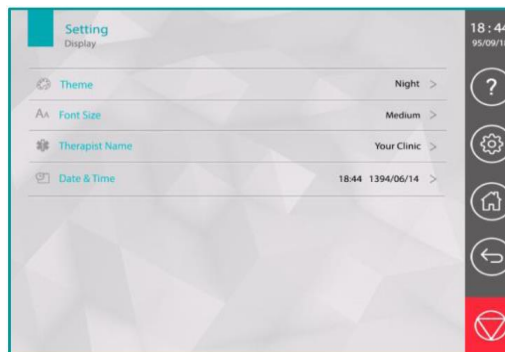 Setting
Display
Theme Night >
AA Font Size Medium >
Therapist Name Your Clinic >
Date & Time 18:44 1394/06/14 >
18:44
?